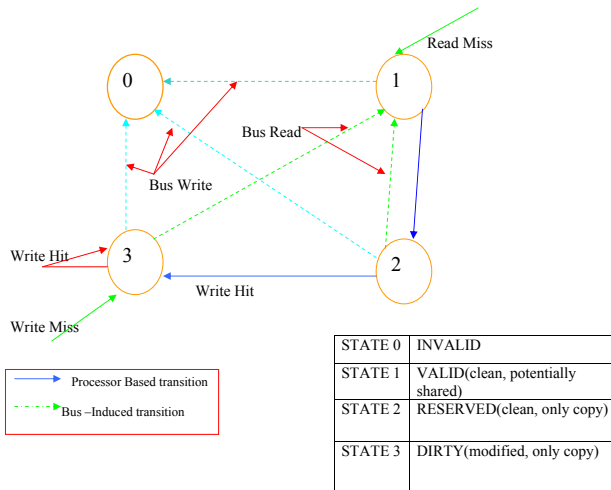 Read Miss
0
1
Bus Read
Bus Write
Write Hit
3
2
Write Hit
Write Miss
Processor Based transition
Bus –Induced transition
STATE 0 INVALID
STATE 1 VALID(clean, potentially
shared)
STATE 2 RESERVED(clean, only copy)
STATE 3 DIRTY(modified, only copy)